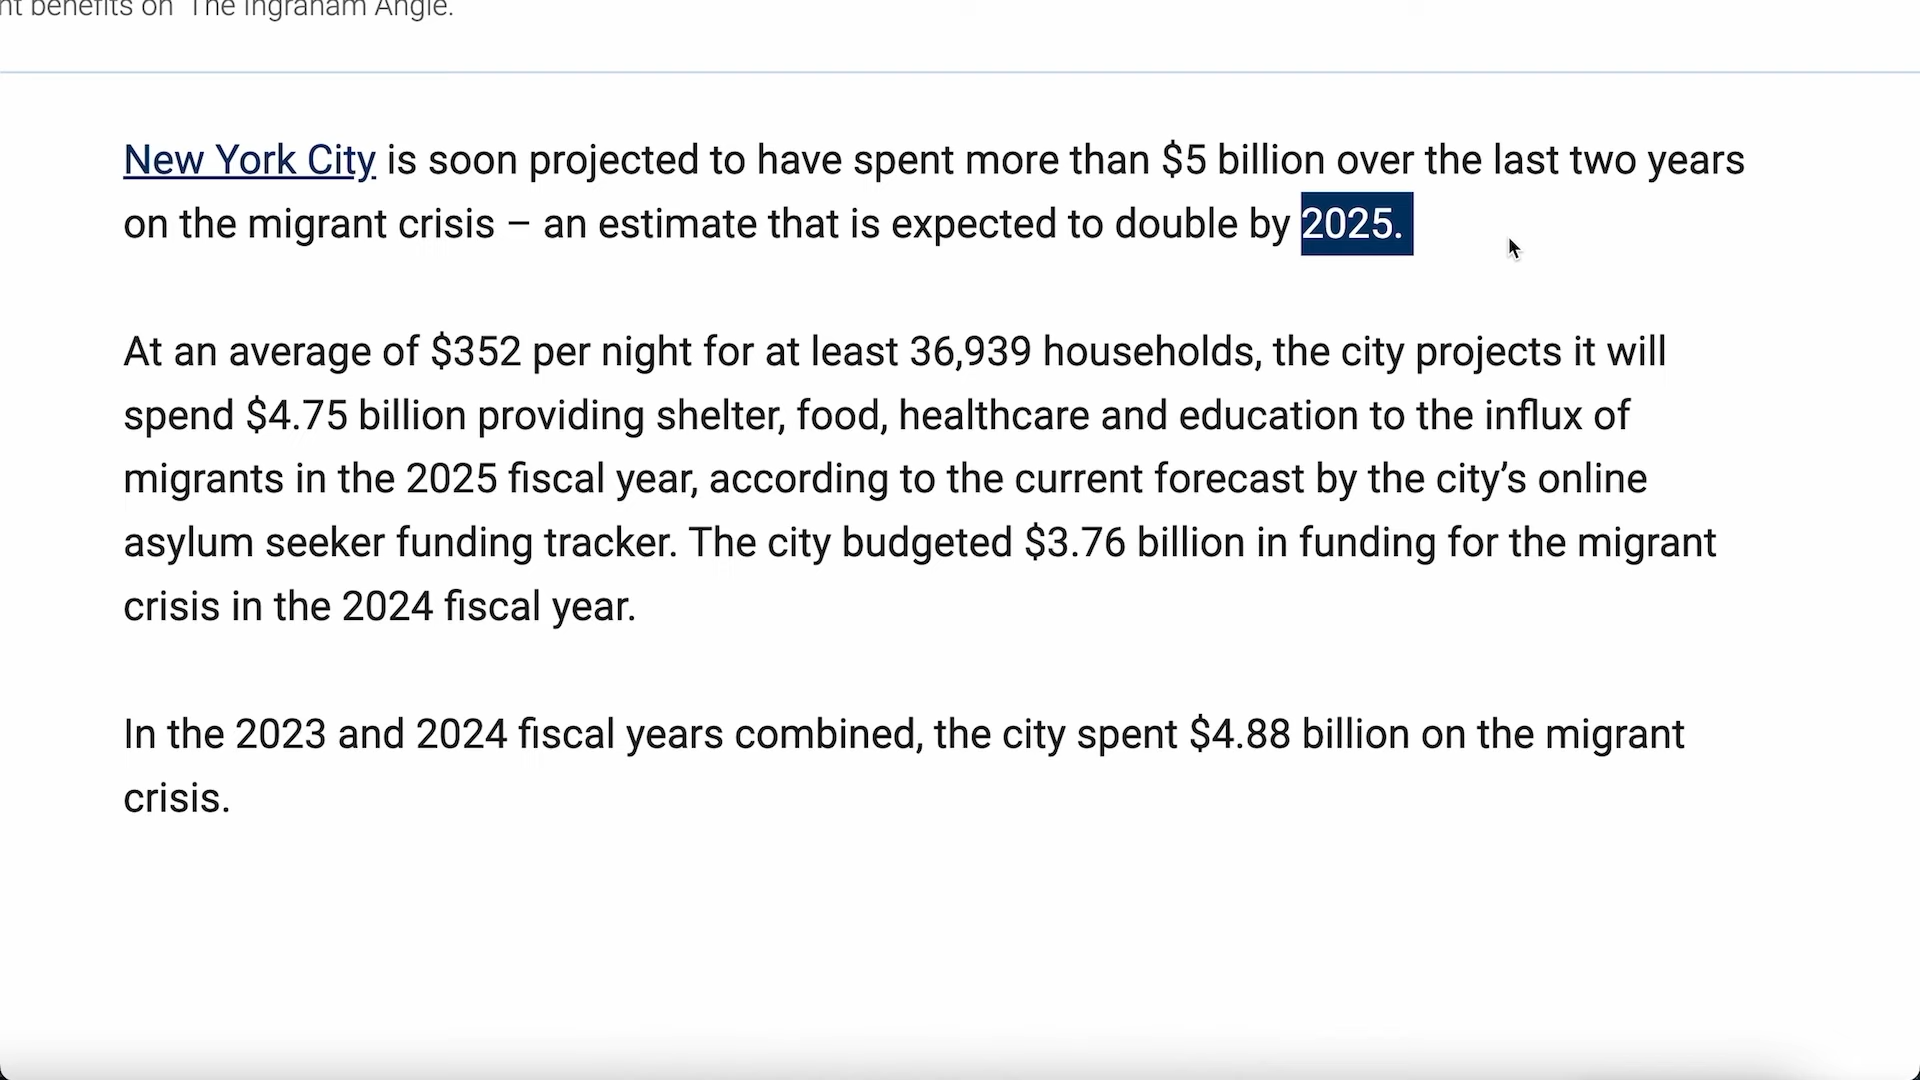 nt benefits on 'The Ingraham Angle.'
New York City is soon projected to have spent more than $5 billion over the last two years
on the migrant crisis – an estimate that is expected to double by 2025.
At an average of $352 per night for at least 36,939 households, the city projects it will
spend $4.75 billion providing shelter, food, healthcare and education to the influx of
migrants in the 2025 fiscal year, according to the current forecast by the city’s online
asylum seeker funding tracker. The city budgeted $3.76 billion in funding for the migrant
crisis in the 2024 fiscal year.
In the 2023 and 2024 fiscal years combined, the city spent $4.88 billion on the migrant
crisis.